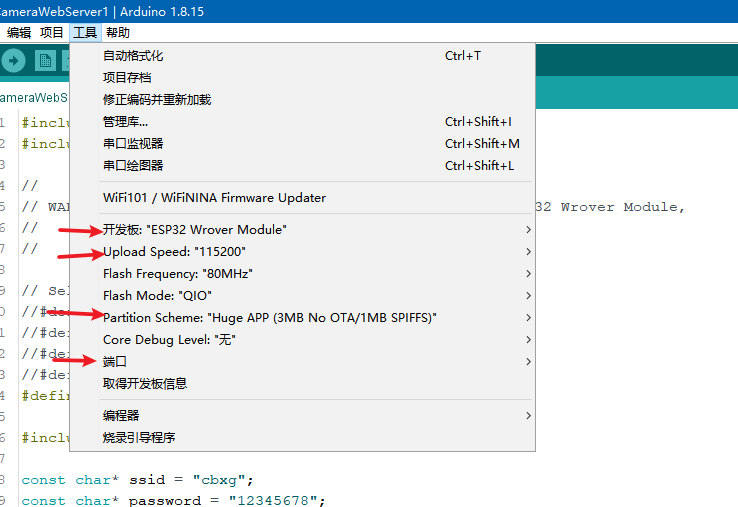 CameraWebServer1 | Arduino 1.8.15
编辑 项目 工具 帮助
自动格式化 Ctrl+T
项目存档
修正编码并重新加载
管理库... Ctrl+Shift+I
串口监视器 Ctrl+Shift+M
串口绘图器 Ctrl+Shift+L
WiFi101 / WiFiNINA Firmware Updater
开发板: "ESP32 Wrover Module"
Upload Speed: "115200"
Flash Frequency: "80MHz"
Flash Mode: "QIO"
Partition Scheme: "Huge APP (3MB No OTA/1MB SPIFFS)"
Core Debug Level: "无"
端口
取得开发板信息
编程器
烧录引导程序
ameraWebS
1 #inclu
2 #inclu
3
4 //
5 // WA 32 Wrover Module,
6 //
7 //
8
9 // Sel
0 //#de
1 //#de
2 //#de
3 //#de
4 #defin
5
6 #inclu
7
8 const char* ssid = "cbxg";
9 const char* password = "12345678";